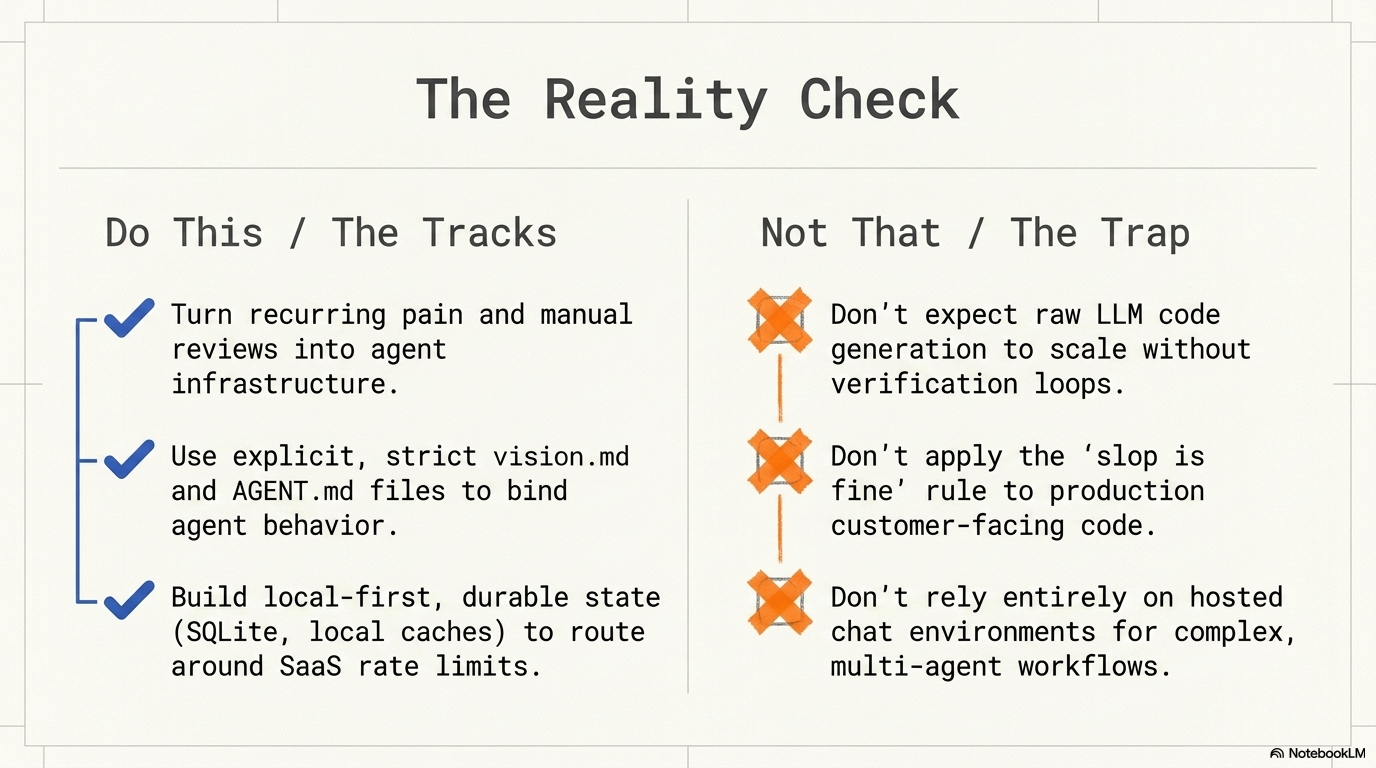 The Reality Check
Do This / The Tracks
Turn recurring pain and manual
reviews into agent
infrastructure.
Use explicit, strict vision.md
and AGENT.md files to bind
agent behavior.
Build local-first, durable state
(SQLite, local caches) to route
around SaaS rate limits.
Not That / The Trap
Don’t expect raw LLM code
generation to scale without
verification loops.
Don’t apply the ‘slop is
fine’ rule to production
customer-facing code.
Don’t rely entirely on hosted
chat environments for complex,
multi-agent workflows.
NotebookLM